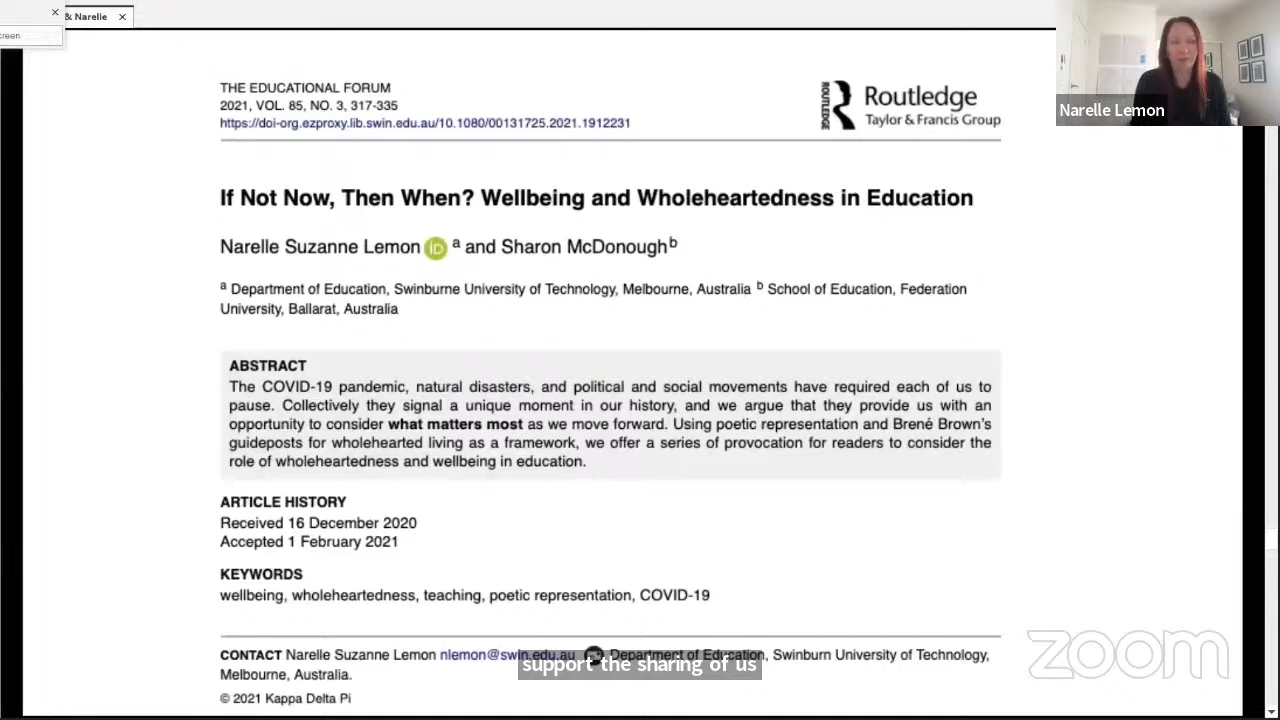 & Narelle
creen
THE EDUCATIONAL FORUM
2021, VOL. 85, NO. 3, 317-335
https://doi-org.ezproxy.lib.swin.edu.au/10.1080/00131725.2021.1912231
ROUTLEDGE
Routledge
Taylor & Francis Group
Narelle Lemon
If Not Now, Then When? Wellbeing and Wholeheartedness in Education
Narelle Suzanne Lemon iD a and Sharon McDonough b
a Department of Education, Swinburne University of Technology, Melbourne, Australia b School of Education, Federation
University, Ballarat, Australia
ABSTRACT
The COVID-19 pandemic, natural disasters, and political and social movements have required each of us to
pause. Collectively they signal a unique moment in our history, and we argue that they provide us with an
opportunity to consider what matters most as we move forward. Using poetic representation and Brené Brown's
guideposts for wholehearted living as a framework, we offer a series of provocation for readers to consider the
role of wholeheartedness and wellbeing in education.
ARTICLE HISTORY
Received 16 December 2020
Accepted 1 February 2021
KEYWORDS
wellbeing, wholeheartedness, teaching, poetic representation, COVID-19
CONTACT Narelle Suzanne Lemon nlemon@swin.edu.au Department of Education, Swinburn University of Technology,
Melbourne, Australia.
© 2021 Kappa Delta Pi
support the sharing of us
zoom